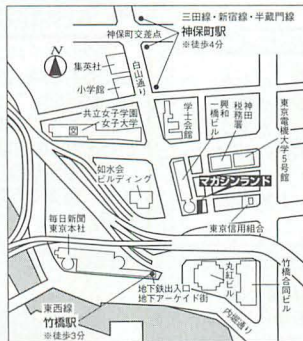 三田線・新宿線・半蔵門線
神保町駅
※徒歩4分
神保町交差点
白山通り
集英社
小学館
共立女子学園
女子大学
学士会館
興和
一橋ビル
神田
税務署
東京電機大学5号館
如水会
ビルディング
マガジンランド
毎日新聞
東京本社
東京信用組合
丸紅ビル
竹橋合同ビル
地下鉄出入口
地下アーケイド街
内堀通り
東西線
竹橋駅
※徒歩3分